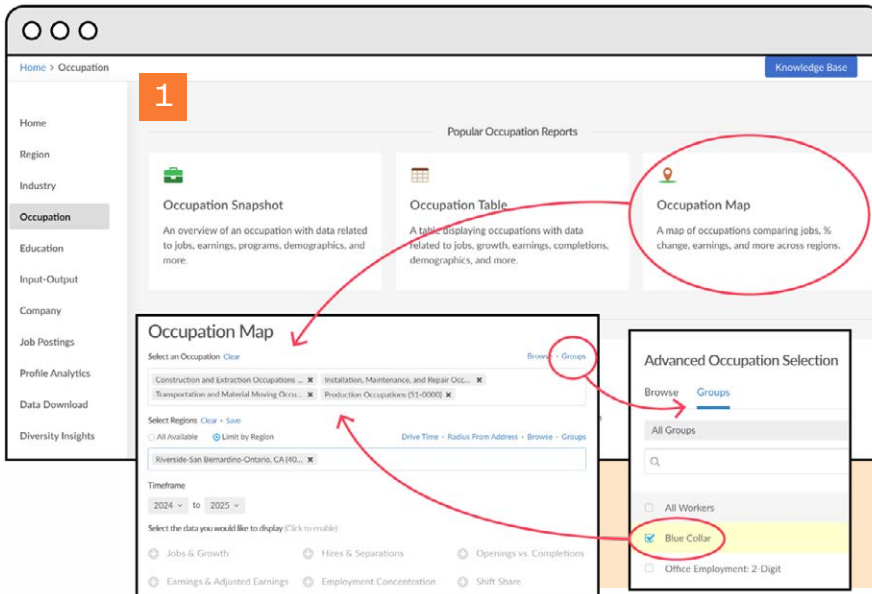 Home > Occupation
Knowledge Base
1
Home
Region
Industry
Occupation
Education
Input-Output
Company
Job Postings
Profile Analytics
Data Download
Diversity Insights
Popular Occupation Reports
Occupation Snapshot
An overview of an occupation with data related
to jobs, earnings, programs, demographics, and
more.
Occupation Table
A table displaying occupations with data
related to jobs, growth, earnings, completions,
demographics, and more.
Occupation Map
A map of occupations comparing jobs, %
change, earnings, and more across regions.
Occupation Map
Select an Occupation Clear
Browse • Groups
Construction and Extraction Occupations ... ✖ Installation, Maintenance, and Repair Occ... ✖
Transportation and Material Moving Occu... ✖ Production Occupations (51-0000) ✖
Select Regions Clear • Save
All Available Limit by Region
Drive Time • Radius From Address • Browse • Groups
Riverside-San Bernardino-Ontario, CA (40... ✖
Timeframe
2024 to 2025
Select the data you would like to display (Click to enable)
Jobs & Growth Hires & Separations Openings vs. Completions
Earnings & Adjusted Earnings Employment Concentration Shift Share
Advanced Occupation Selection
Browse Groups
All Groups
All Workers
Blue Collar
Office Employment: 2-Digit